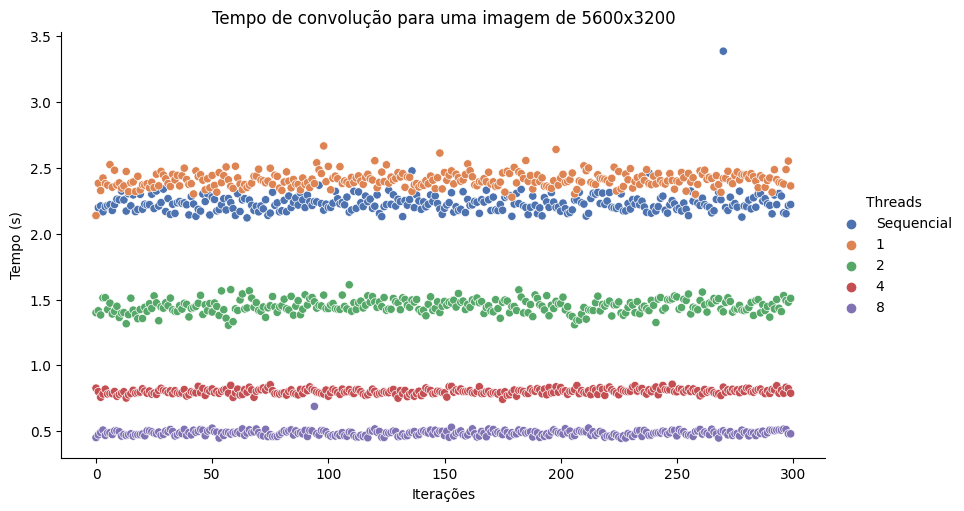 Tempo de convolução para uma imagem de 5600x3200
3.5
3.0
2.5
2.0
1.5
1.0
0.5
Tempo (s)
0 50 100 150 200 250 300
Iterações
Threads
Sequencial
1
2
4
8